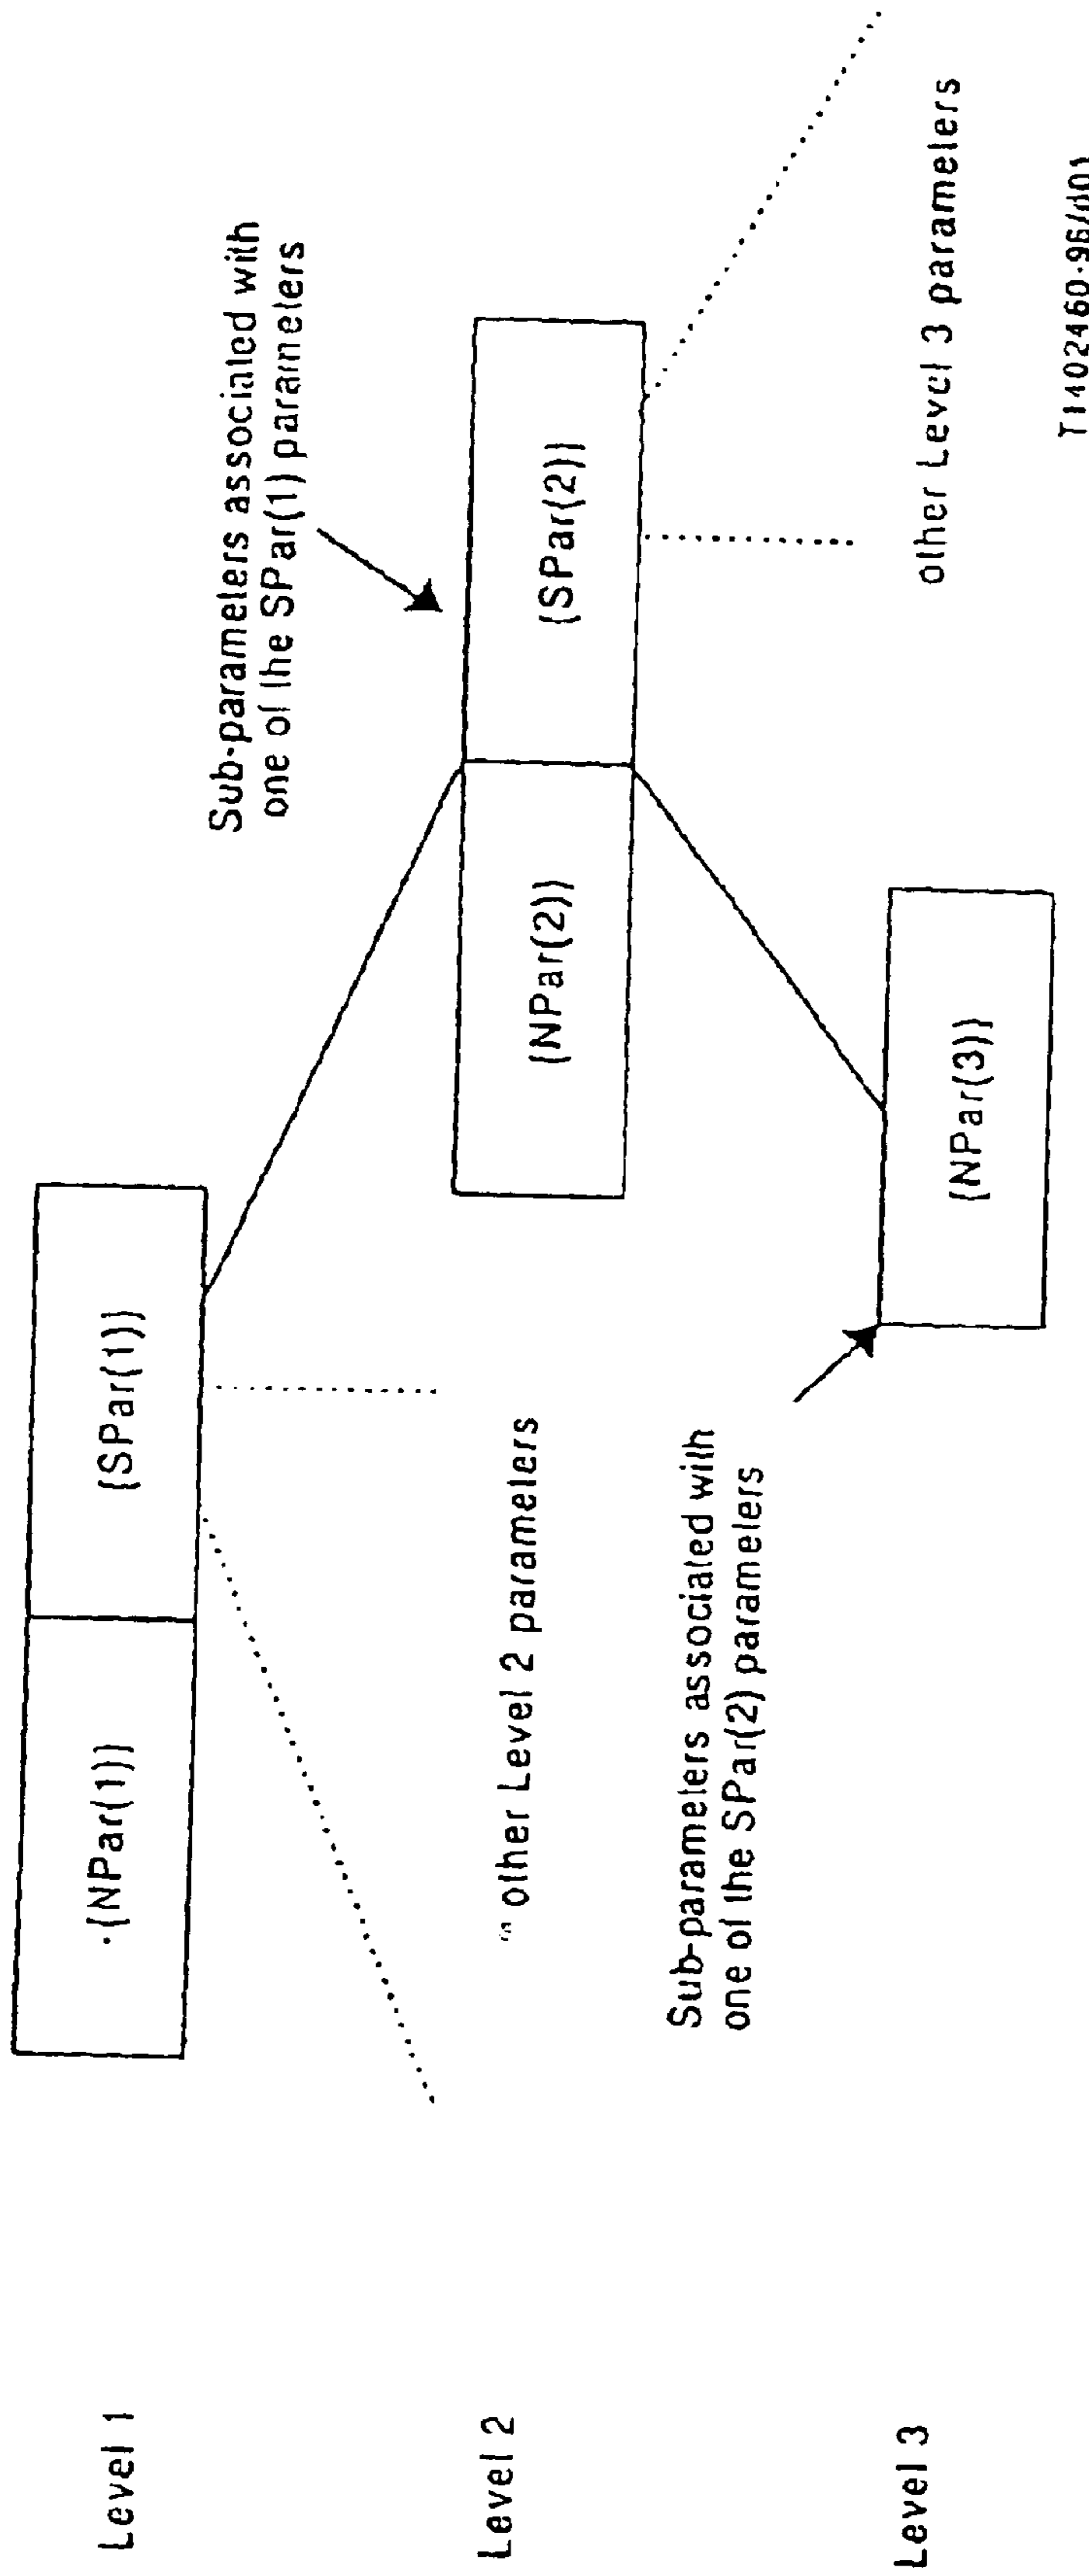 Level 1
{NPar(1)}
{SPar(1)}
Sub-parameters associated with
one of the SPar(1) parameters
Level 2
other Level 2 parameters
{NPar(2)}
{SPar(2)}
Sub-parameters associated with
one of the SPar(2) parameters
Level 3
{NPar(3)}
other Level 3 parameters
T1402460-96/d01